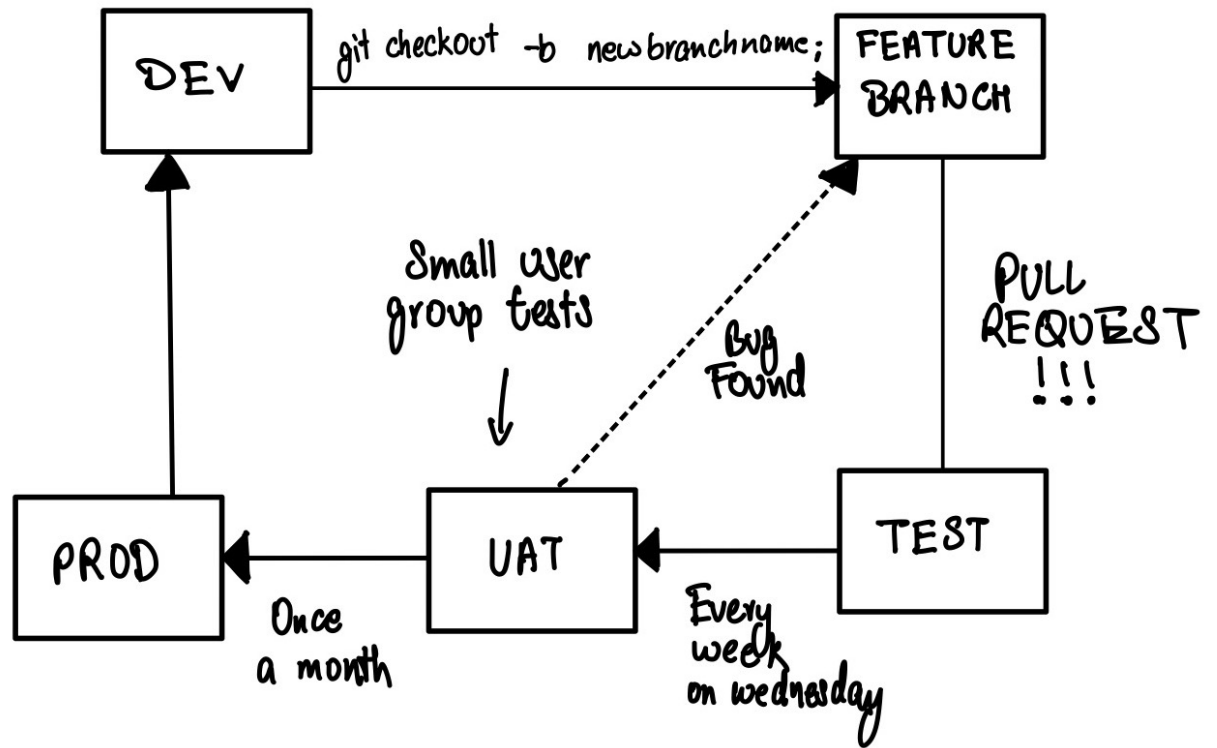 DEV
git checkout -b newbranchname;
FEATURE
BRANCH
Small user
group tests
Bug
Found
PULL
REQUEST
!!!
PROD
UAT
TEST
Once
a month
Every
week
on wednesday